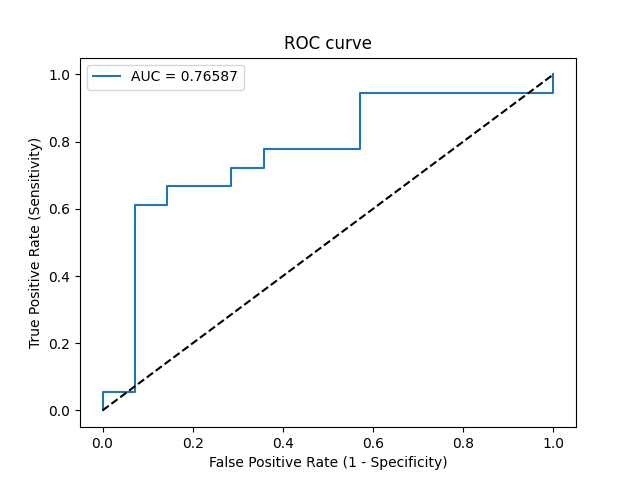 ROC curve
AUC = 0.76587
True Positive Rate (Sensitivity)
1.0
0.8
0.6
0.4
0.2
0.0
0.0 0.2 0.4 0.6 0.8 1.0
False Positive Rate (1 - Specificity)